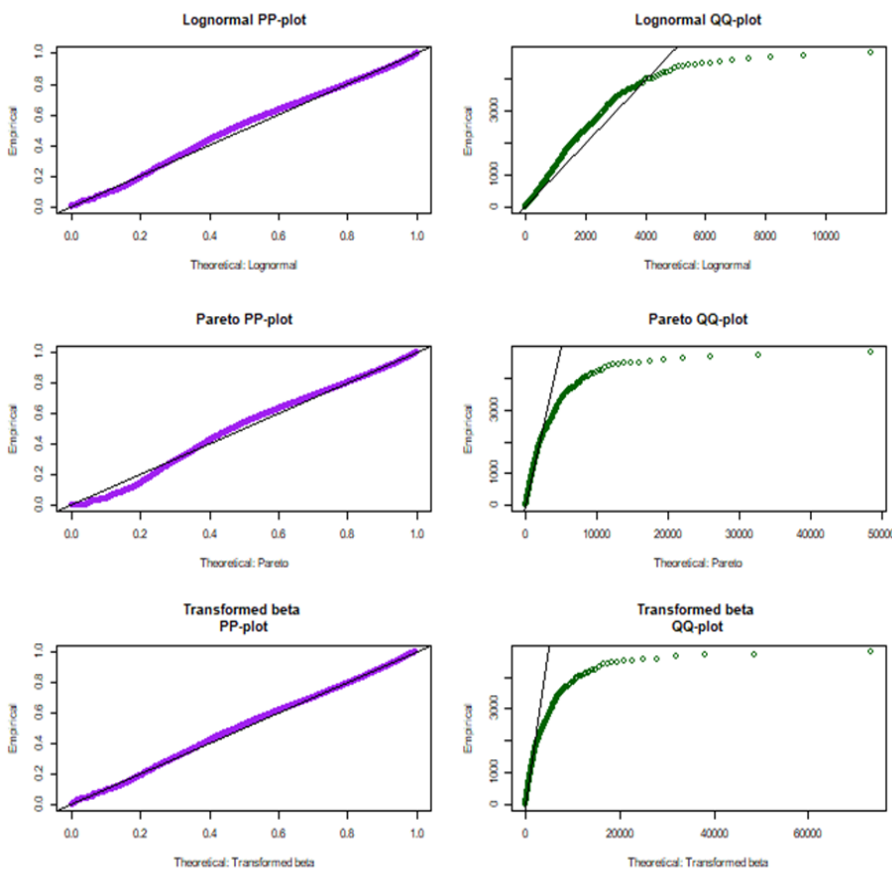 Lognormal PP-plot
Empirical
0.0 0.2 0.4 0.6 0.8 1.0
0.0 0.2 0.4 0.6 0.8 1.0
Theoretical: Lognormal
Lognormal QQ-plot
Empirical
0 1000 3000
0 2000 4000 6000 8000 10000
Theoretical: Lognormal
Pareto PP-plot
Empirical
0.0 0.2 0.4 0.6 0.8 1.0
0.0 0.2 0.4 0.6 0.8 1.0
Theoretical: Pareto
Pareto QQ-plot
Empirical
0 1000 3000
0 10000 20000 30000 40000 50000
Theoretical: Pareto
Transformed beta
PP-plot
Empirical
0.0 0.2 0.4 0.6 0.8 1.0
0.0 0.2 0.4 0.6 0.8 1.0
Theoretical: Transformed beta
Transformed beta
QQ-plot
Empirical
0 1000 3000
0 20000 40000 60000
Theoretical: Transformed beta